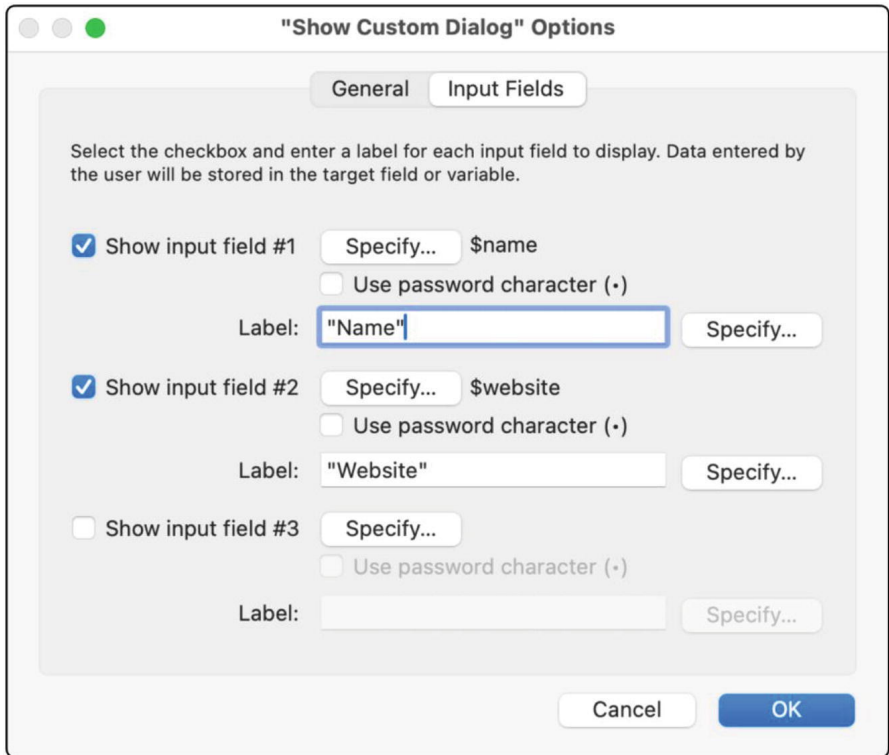 "Show Custom Dialog" Options
General Input Fields
Select the checkbox and enter a label for each input field to display. Data entered by
the user will be stored in the target field or variable.
Show input field #1 Specify... $name
Use password character (•)
Label: "Name" Specify...
Show input field #2 Specify... $website
Use password character (•)
Label: "Website" Specify...
Show input field #3 Specify...
Use password character (•)
Label: Specify...
Cancel OK